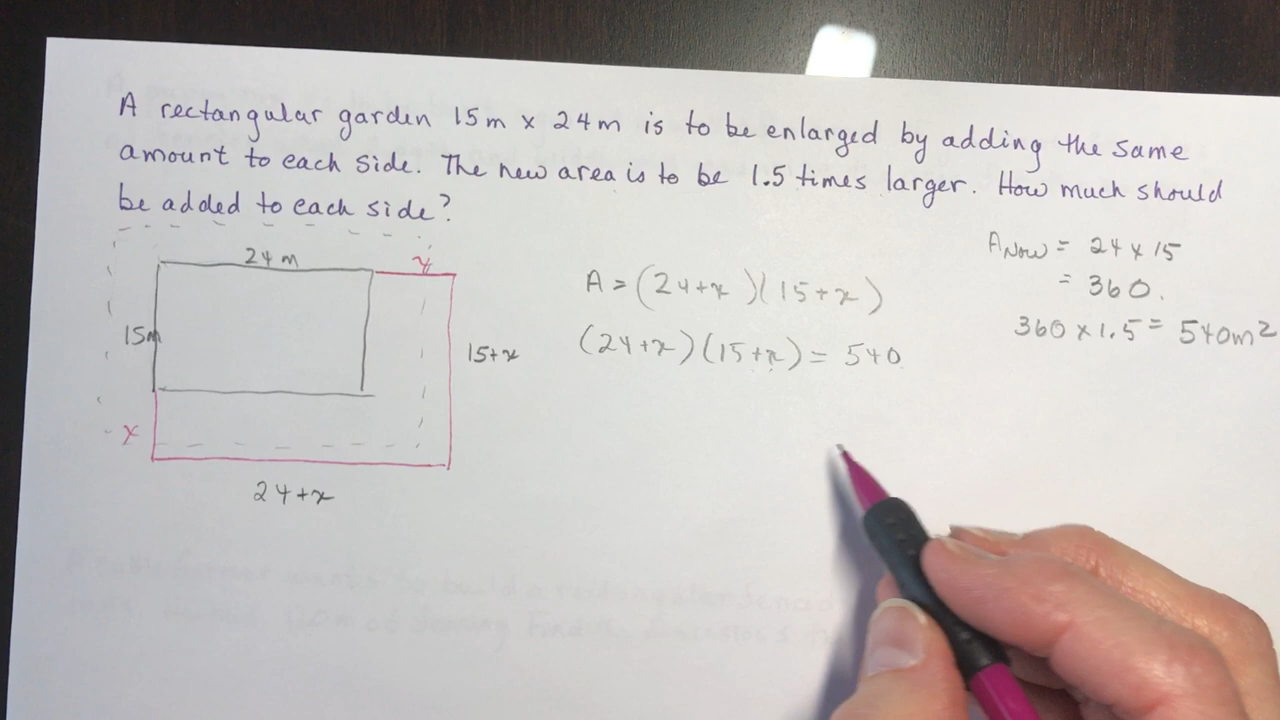 A rectangular garden 15m x 24m is to be enlarged by adding the same
amount to each side. The new area is to be 1.5 times larger. How much should
be added to each side?
24m
x
15m
15+x
x
24+x
A = (24+x)(15+x)
(24+x)(15+x) = 540
A Now = 24 x 15
= 360.
360 x 1.5 = 540m²